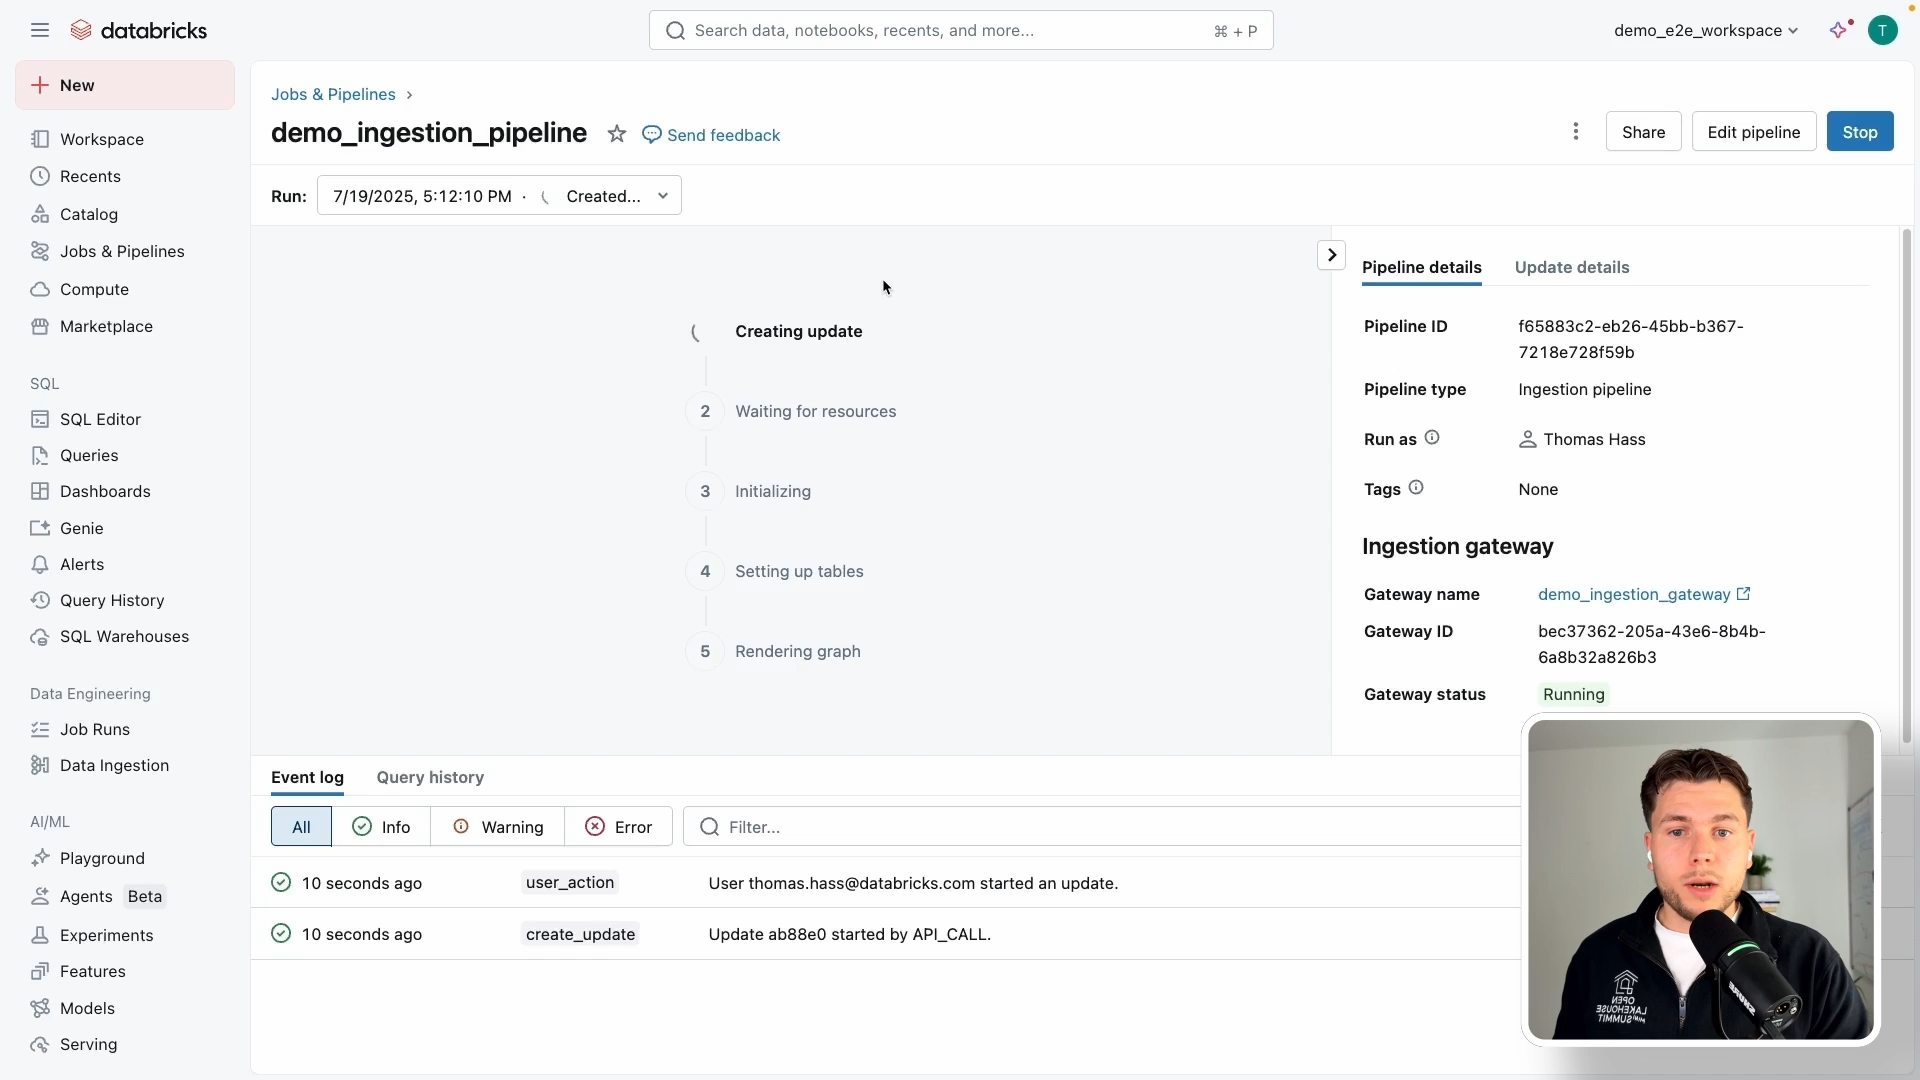 databricks
Search data, notebooks, recents, and more...
⌘ + P
demo_e2e_workspace
T
New
Workspace
Recents
Catalog
Jobs & Pipelines
Compute
Marketplace
SQL
SQL Editor
Queries
Dashboards
Genie
Alerts
Query History
SQL Warehouses
Data Engineering
Job Runs
Data Ingestion
AI/ML
Playground
Agents Beta
Experiments
Features
Models
Serving
Jobs & Pipelines ›
demo_ingestion_pipeline
Send feedback
Share
Edit pipeline
Stop
Run: 7/19/2025, 5:12:10 PM · Created...
Creating update
2 Waiting for resources
3 Initializing
4 Setting up tables
5 Rendering graph
Pipeline details
Update details
Pipeline ID f65883c2-eb26-45bb-b367-
7218e728f59b
Pipeline type Ingestion pipeline
Run as Thomas Hass
Tags None
Ingestion gateway
Gateway name demo_ingestion_gateway
Gateway ID bec37362-205a-43e6-8b4b-
6a8b32a826b3
Gateway status Running
Event log
Query history
All
Info
Warning
Error
Filter...
10 seconds ago user_action User thomas.hass@databricks.com started an update.
10 seconds ago create_update Update ab88e0 started by API_CALL.
OPEN
LAKEHOUSE
MINI SUMMIT
SHURE